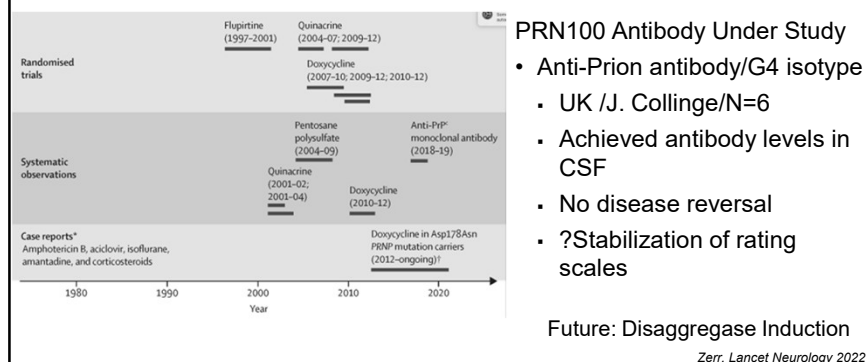 Flupirtine
(1997–2001)
Quinacrine
(2004–07; 2009–12)
Randomised
trials
Doxycycline
(2007–10; 2009–12; 2010–12)
Pentosane
polysulfate
(2004–09)
Anti-PrPᶜ
monoclonal antibody
(2018–19)
Systematic
observations
Quinacrine
(2001–02;
2001–04)
Doxycycline
(2010–12)
Case reports*
Amphotericin B, aciclovir, isoflurane,
amantadine, and corticosteroids
Doxycycline in Asp178Asn
PRNP mutation carriers
(2012–ongoing)†
1980 1990 2000 2010 2020
Year
PRN100 Antibody Under Study
• Anti-Prion antibody/G4 isotype
▪ UK /J. Collinge/N=6
▪ Achieved antibody levels in
CSF
▪ No disease reversal
▪ ?Stabilization of rating
scales
Future: Disaggregase Induction
Zerr. Lancet Neurology 2022